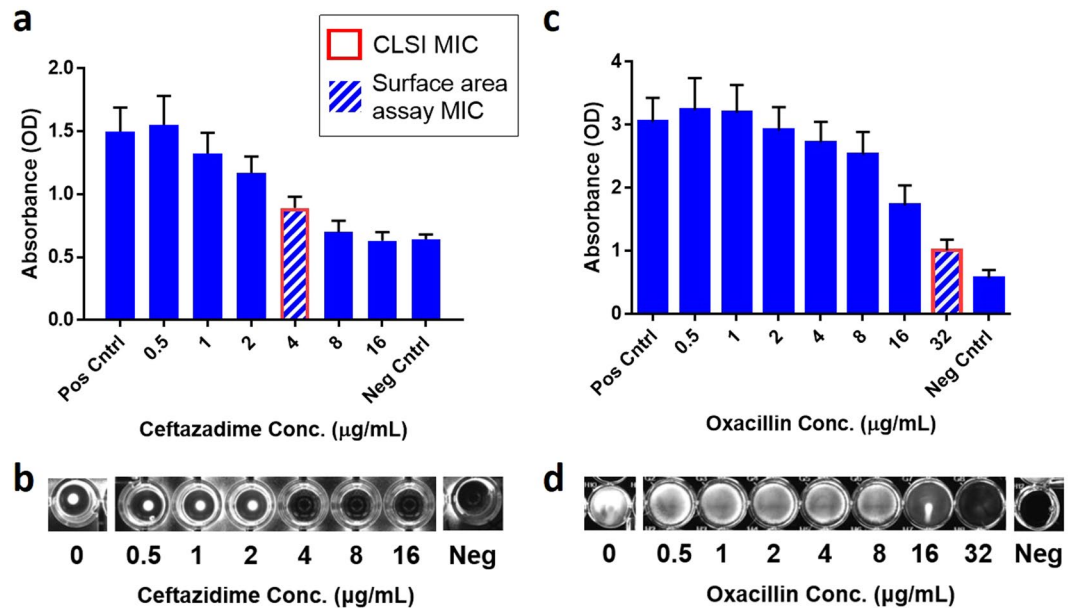 a
CLSI MIC
Surface area
assay MIC
2.0
1.5
1.0
0.5
0.0
Absorbance (OD)
Pos Cntrl 0.5 1 2 4 8 16 Neg Cntrl
Ceftazadime Conc. (μg/mL)
c
4
3
2
1
0
Absorbance (OD)
Pos Cntrl 0.5 1 2 4 8 16 32 Neg Cntrl
Oxacillin Conc. (μg/mL)
b
0 0.5 1 2 4 8 16 Neg
Ceftazidime Conc. (μg/mL)
d
0 0.5 1 2 4 8 16 32 Neg
Oxacillin Conc. (μg/mL)